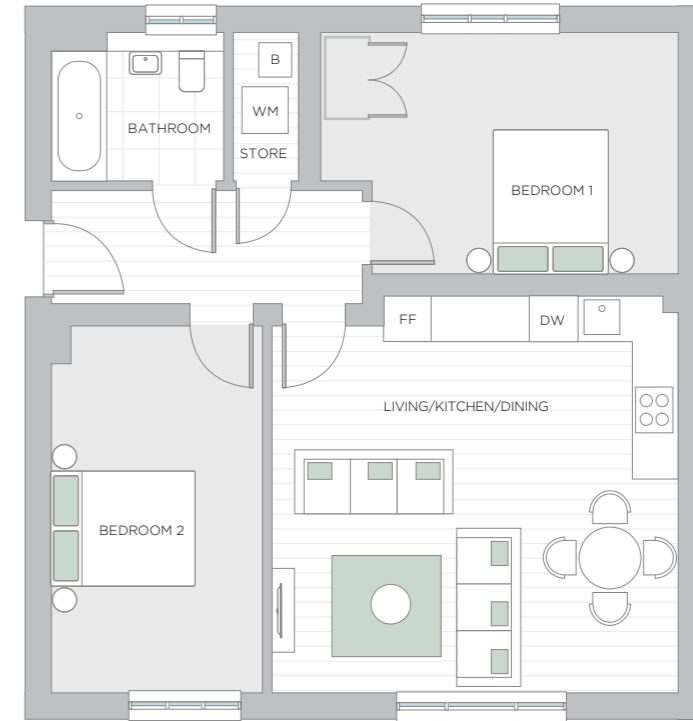 B
WM
BATHROOM
STORE
BEDROOM 1
FF
DW
LIVING/KITCHEN/DINING
BEDROOM 2